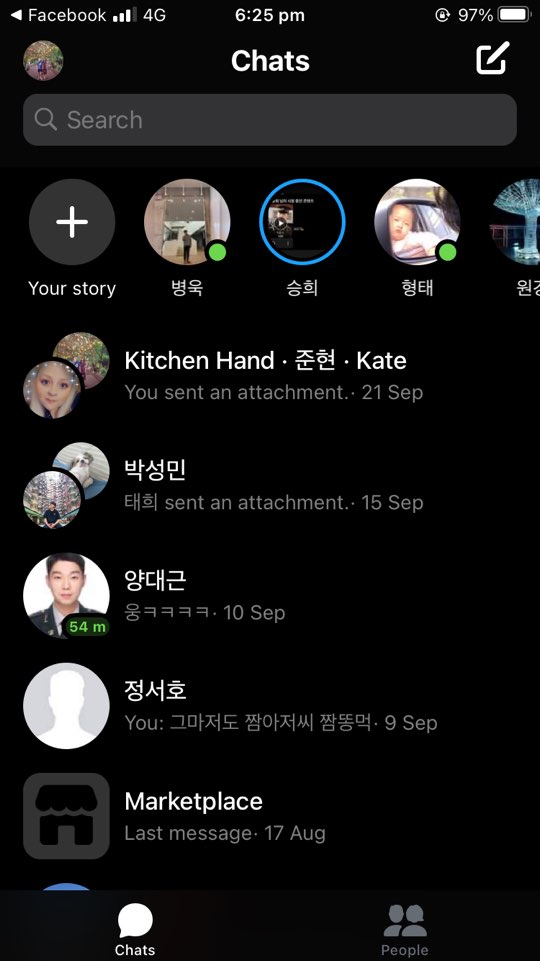 Facebook 4G 6:25 pm 97%
Chats
Search
Your story 병욱 승희 형태
Kitchen Hand · 준현 · Kate
You sent an attachment.· 21 Sep
박성민
태희 sent an attachment.· 15 Sep
양대근
웅ㅋㅋㅋㅋ· 10 Sep
54 m
정서호
You: 그마저도 짬아저씨 짬똥먹· 9 Sep
Marketplace
Last message· 17 Aug
Chats People